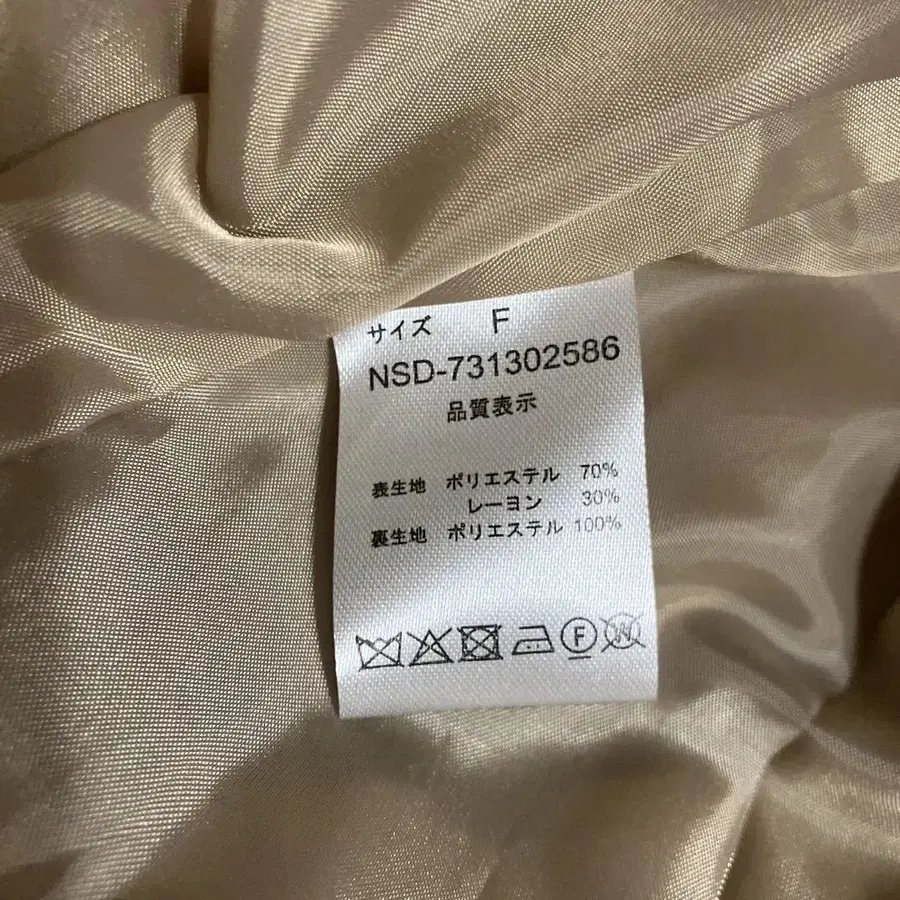 サイズ F
NSD-731302586
品質表示
表生地 ポリエステル 70%
レーヨン 30%
裏生地 ポリエステル 100%
F W